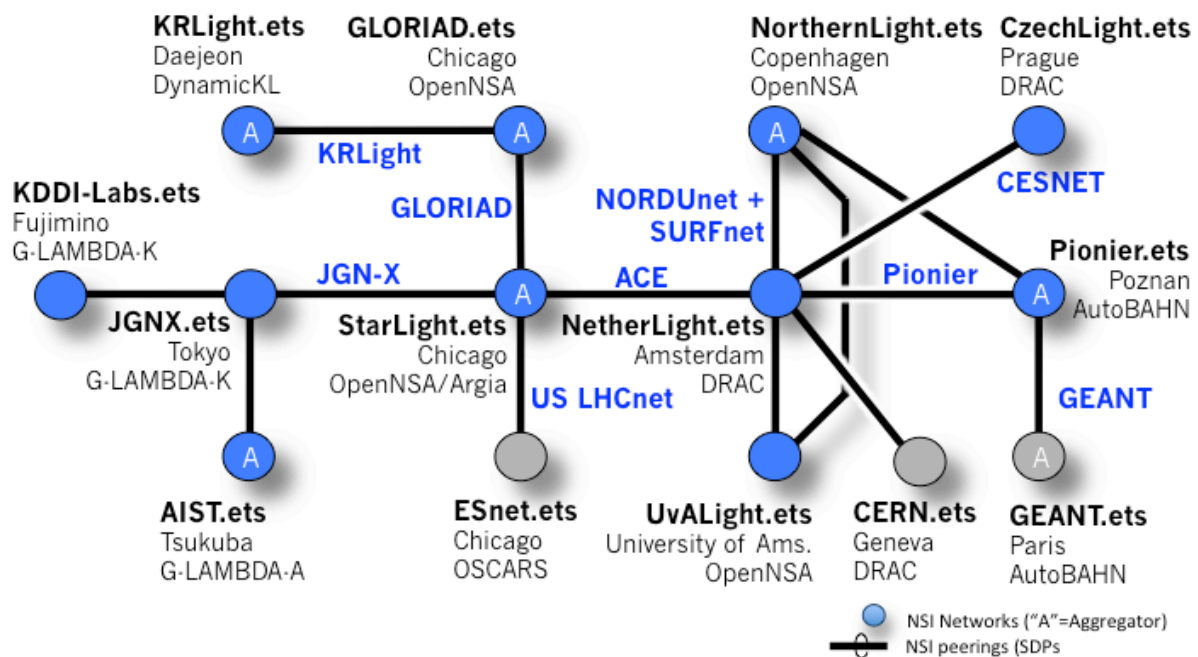 KRLight.ets
Daejeon
DynamicKL
GLORIAD.ets
Chicago
OpenNSA
NorthernLight.ets
Copenhagen
OpenNSA
CzechLight.ets
Prague
DRAC
A
A
A
KRLight
CESNET
KDDI-Labs.ets
Fujimino
G-LAMBDA-K
GLORIAD
NORDUnet +
SURFnet
Pionier.ets
Poznan
AutoBAHN
JGN-X
ACE
Pionier
A
A
JGNX.ets
Tokyo
G-LAMBDA-K
StarLight.ets
Chicago
OpenNSA/Argia
NetherLight.ets
Amsterdam
DRAC
US LHCnet
GEANT
A
A
AIST.ets
Tsukuba
G-LAMBDA-A
ESnet.ets
Chicago
OSCARS
UvALight.ets
University of Ams.
OpenNSA
CERN.ets
Geneva
DRAC
GEANT.ets
Paris
AutoBAHN
NSI Networks ("A"=Aggregator)
NSI peerings (SDPs